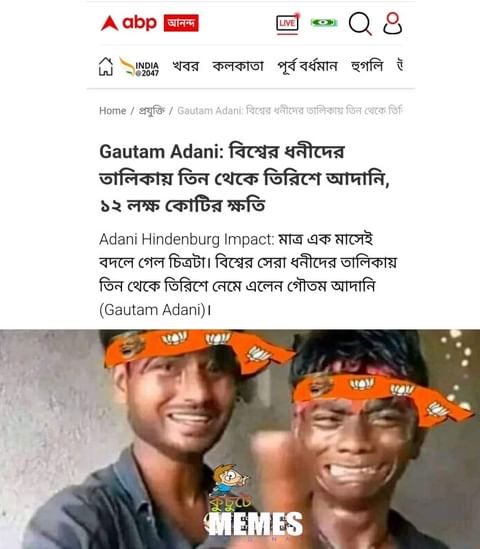 abp আনন্দ LIVE
INDIA @2047 খবর কলকাতা পূর্ব বর্ধমান হুগলি
Home / প্রযুক্তি / Gautam Adani: বিশ্বের ধনীদের তালিকায় তিন থেকে তিরি
Gautam Adani: বিশ্বের ধনীদের
তালিকায় তিন থেকে তিরিশে আদানি,
১২ লক্ষ কোটির ক্ষতি
Adani Hindenburg Impact: মাত্র এক মাসেই
বদলে গেল চিত্রটা। বিশ্বের সেরা ধনীদের তালিকায়
তিন থেকে তিরিশে নেমে এলেন গৌতম আদানি
(Gautam Adani)।
কুচুটে
MEMES